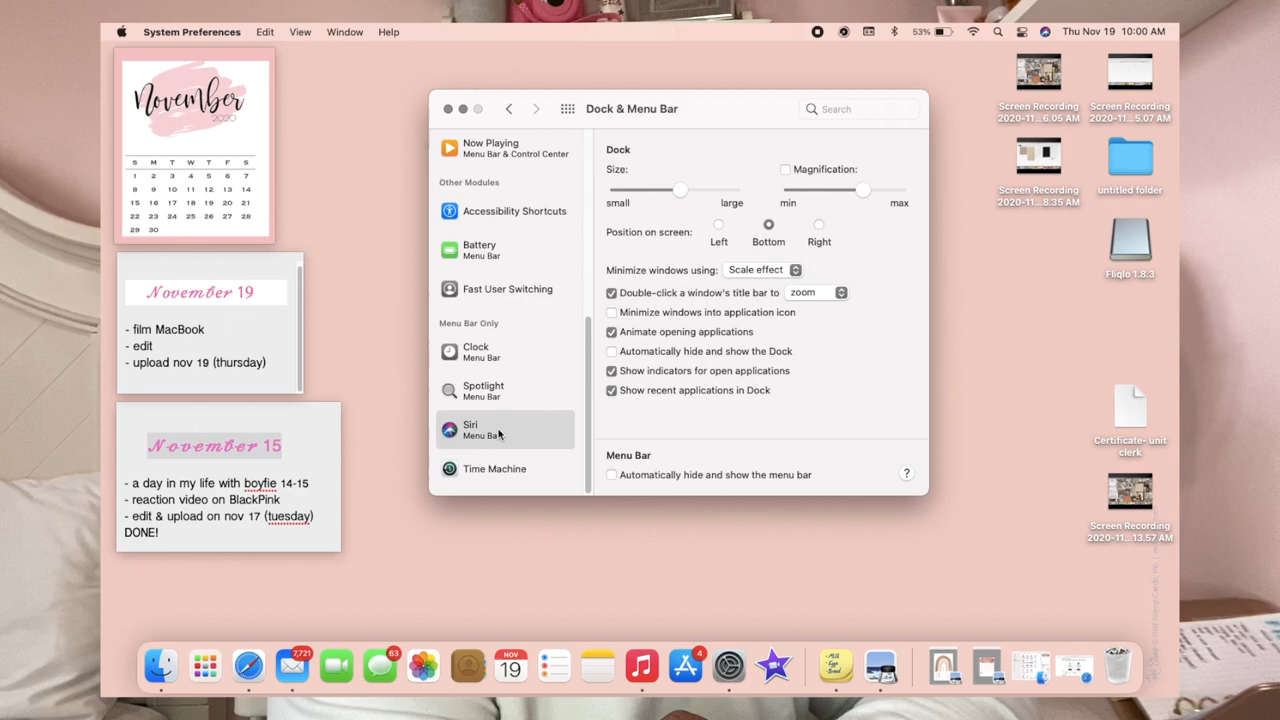 System Preferences Edit View Window Help
53% Thu Nov 19 10:00 AM
November
2020
S M T W T F S
1 2 3 4 5 6 7
8 9 10 11 12 13 14
15 16 17 18 19 20 21
22 23 24 25 26 27 28
29 30
November 19
- film MacBook
- edit
- upload nov 19 (thursday)
November 15
- a day in my life with boyfie 14-15
- reaction video on BlackPink
- edit & upload on nov 17 (tuesday)
DONE!
Dock & Menu Bar
Search
Now Playing
Menu Bar & Control Center
Other Modules
Accessibility Shortcuts
Battery
Menu Bar
Fast User Switching
Menu Bar Only
Clock
Menu Bar
Spotlight
Menu Bar
Siri
Menu Bar
Time Machine
Dock
Size: Magnification:
small large min max
Position on screen: Left Bottom Right
Minimize windows using: Scale effect
Double-click a window's title bar to zoom
Minimize windows into application icon
Animate opening applications
Automatically hide and show the Dock
Show indicators for open applications
Show recent applications in Dock
Menu Bar
Automatically hide and show the menu bar ?
Screen Recording
2020-11...6.05 AM
Screen Recording
2020-11...5.07 AM
Screen Recording
2020-11...8.35 AM
untitled folder
Fliqlo 1.8.3
Certificate- unit
clerk
Screen Recording
2020-11...13.57 AM
7,721
63
NOV
19
4